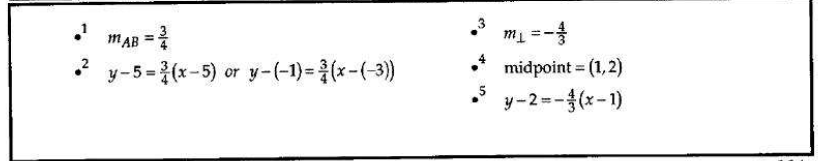 •1 m_AB = 3/4
•2 y−5 = 3/4(x−5) or y−(−1) = 3/4(x−(−3))
•3 m_⊥ = −4/3
•4 midpoint = (1,2)
•5 y−2 = −4/3(x−1)